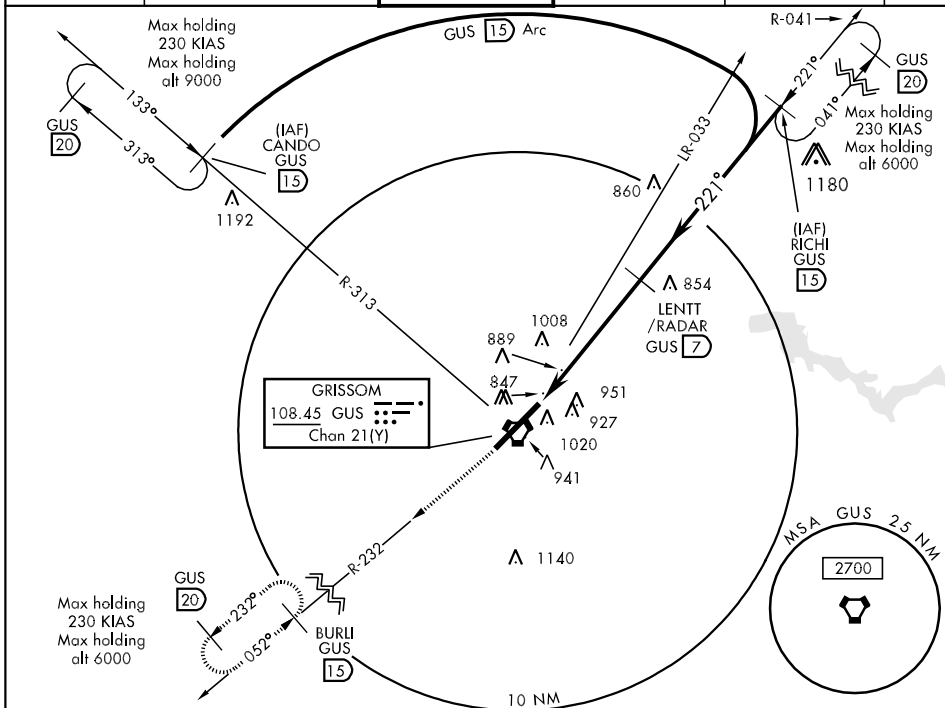 Max holding
230 KIAS
Max holding
alt 9000
GUS 15 Arc
R-041
221°
041°
GUS
20
Max holding
230 KIAS
Max holding
alt 6000
133°
313°
GUS
20
(IAF)
CANDO
GUS
15
LR-033
860
221°
1180
1192
(IAF)
RICHI
GUS
15
R-313
854
LENTT
/RADAR
GUS 7
1008
889
847
951
927
1020
941
GRISSOM
108.45 GUS
Chan 21(Y)
R-232
1140
MSA GUS 25 NM
2700
GUS
20
Max holding
230 KIAS
Max holding
alt 6000
232°
052°
BURLI
GUS
15
10 NM